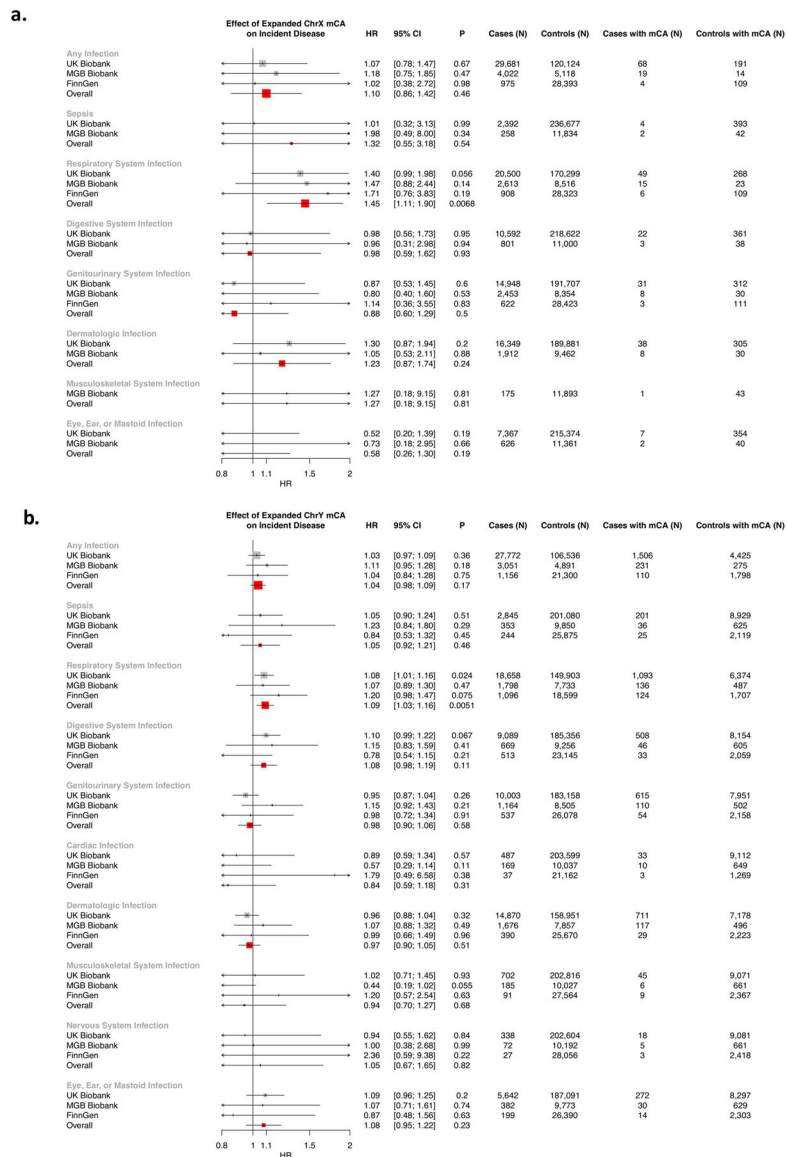 a.
Effect of Expanded ChrX mCA
on Incident Disease HR 95% CI P Cases (N) Controls (N) Cases with mCA (N) Controls with mCA (N)
Any Infection
UK Biobank 1.07 [0.78; 1.47] 0.67 29,681 120,124 68 191
MGB Biobank 1.18 [0.75; 1.85] 0.47 4,022 5,118 19 14
FinnGen 1.02 [0.38; 2.72] 0.98 975 28,393 4 109
Overall 1.10 [0.86; 1.42] 0.46
Sepsis
UK Biobank 1.01 [0.32; 3.13] 0.99 2,392 236,677 4 393
MGB Biobank 1.98 [0.49; 8.00] 0.34 258 11,834 2 42
Overall 1.32 [0.55; 3.18] 0.54
Respiratory System Infection
UK Biobank 1.40 [0.99; 1.98] 0.056 20,500 170,299 49 268
MGB Biobank 1.47 [0.88; 2.44] 0.14 2,613 8,516 15 23
FinnGen 1.71 [0.76; 3.83] 0.19 908 28,323 6 109
Overall 1.45 [1.11; 1.90] 0.0068
Digestive System Infection
UK Biobank 0.98 [0.56; 1.73] 0.95 10,592 218,622 22 361
MGB Biobank 0.96 [0.31; 2.98] 0.94 801 11,000 3 38
Overall 0.98 [0.59; 1.62] 0.93
Genitourinary System Infection
UK Biobank 0.87 [0.53; 1.45] 0.6 14,948 191,707 31 312
MGB Biobank 0.80 [0.40; 1.60] 0.53 2,453 8,354 8 30
FinnGen 1.14 [0.36; 3.55] 0.83 622 28,423 3 111
Overall 0.88 [0.60; 1.29] 0.5
Dermatologic Infection
UK Biobank 1.30 [0.87; 1.94] 0.2 16,349 189,881 38 305
MGB Biobank 1.05 [0.53; 2.11] 0.88 1,912 9,462 8 30
Overall 1.23 [0.87; 1.74] 0.24
Musculoskeletal System Infection
MGB Biobank 1.27 [0.18; 9.15] 0.81 175 11,893 1 43
Overall 1.27 [0.18; 9.15] 0.81
Eye, Ear, or Mastoid Infection
UK Biobank 0.52 [0.20; 1.39] 0.19 7,367 215,374 7 354
MGB Biobank 0.73 [0.18; 2.95] 0.66 626 11,361 2 40
Overall 0.58 [0.26; 1.30] 0.19
0.8 1 1.1 1.5 2
HR
b.
Effect of Expanded ChrY mCA
on Incident Disease HR 95% CI P Cases (N) Controls (N) Cases with mCA (N) Controls with mCA (N)
Any Infection
UK Biobank 1.03 [0.97; 1.09] 0.36 27,772 106,536 1,506 4,425
MGB Biobank 1.11 [0.95; 1.28] 0.18 3,051 4,891 231 275
FinnGen 1.04 [0.84; 1.28] 0.75 1,156 21,300 110 1,798
Overall 1.04 [0.98; 1.09] 0.17
Sepsis
UK Biobank 1.05 [0.90; 1.24] 0.51 2,845 201,080 201 8,929
MGB Biobank 1.23 [0.84; 1.80] 0.29 353 9,850 36 625
FinnGen 0.84 [0.53; 1.32] 0.45 244 25,875 25 2,119
Overall 1.05 [0.92; 1.21] 0.46
Respiratory System Infection
UK Biobank 1.08 [1.01; 1.16] 0.024 18,658 149,903 1,093 6,374
MGB Biobank 1.07 [0.89; 1.30] 0.47 1,798 7,733 136 487
FinnGen 1.20 [0.98; 1.47] 0.075 1,096 18,599 124 1,707
Overall 1.09 [1.03; 1.16] 0.0051
Digestive System Infection
UK Biobank 1.10 [0.99; 1.22] 0.067 9,089 185,356 508 8,154
MGB Biobank 1.15 [0.83; 1.59] 0.41 669 9,256 46 605
FinnGen 0.78 [0.54; 1.15] 0.21 513 23,145 33 2,059
Overall 1.08 [0.98; 1.19] 0.11
Genitourinary System Infection
UK Biobank 0.95 [0.87; 1.04] 0.26 10,003 183,158 615 7,951
MGB Biobank 1.15 [0.92; 1.43] 0.21 1,164 8,505 110 502
FinnGen 0.98 [0.72; 1.34] 0.91 537 26,078 54 2,158
Overall 0.98 [0.90; 1.06] 0.58
Cardiac Infection
UK Biobank 0.89 [0.59; 1.34] 0.57 487 203,599 33 9,112
MGB Biobank 0.57 [0.29; 1.14] 0.11 169 10,037 10 649
FinnGen 1.79 [0.49; 6.58] 0.38 37 21,162 3 1,269
Overall 0.84 [0.59; 1.18] 0.31
Dermatologic Infection
UK Biobank 0.96 [0.88; 1.04] 0.32 14,870 158,951 711 7,178
MGB Biobank 1.07 [0.88; 1.32] 0.49 1,676 7,857 117 496
FinnGen 0.99 [0.66; 1.49] 0.96 390 25,670 29 2,223
Overall 0.97 [0.90; 1.05] 0.51
Musculoskeletal System Infection
UK Biobank 1.02 [0.71; 1.45] 0.93 702 202,816 45 9,071
MGB Biobank 0.44 [0.19; 1.02] 0.055 185 10,027 6 661
FinnGen 1.20 [0.57; 2.54] 0.63 91 27,564 9 2,367
Overall 0.94 [0.70; 1.27] 0.68
Nervous System Infection
UK Biobank 0.94 [0.55; 1.62] 0.84 338 202,604 18 9,081
MGB Biobank 1.00 [0.38; 2.68] 0.99 72 10,192 5 661
FinnGen 2.36 [0.59; 9.38] 0.22 27 28,056 3 2,418
Overall 1.05 [0.67; 1.65] 0.82
Eye, Ear, or Mastoid Infection
UK Biobank 1.09 [0.96; 1.25] 0.2 5,642 187,091 272 8,297
MGB Biobank 1.07 [0.71; 1.61] 0.74 382 9,773 30 629
FinnGen 0.87 [0.48; 1.56] 0.63 199 26,390 14 2,303
Overall 1.08 [0.95; 1.22] 0.23
0.8 1 1.1 1.5 2
HR